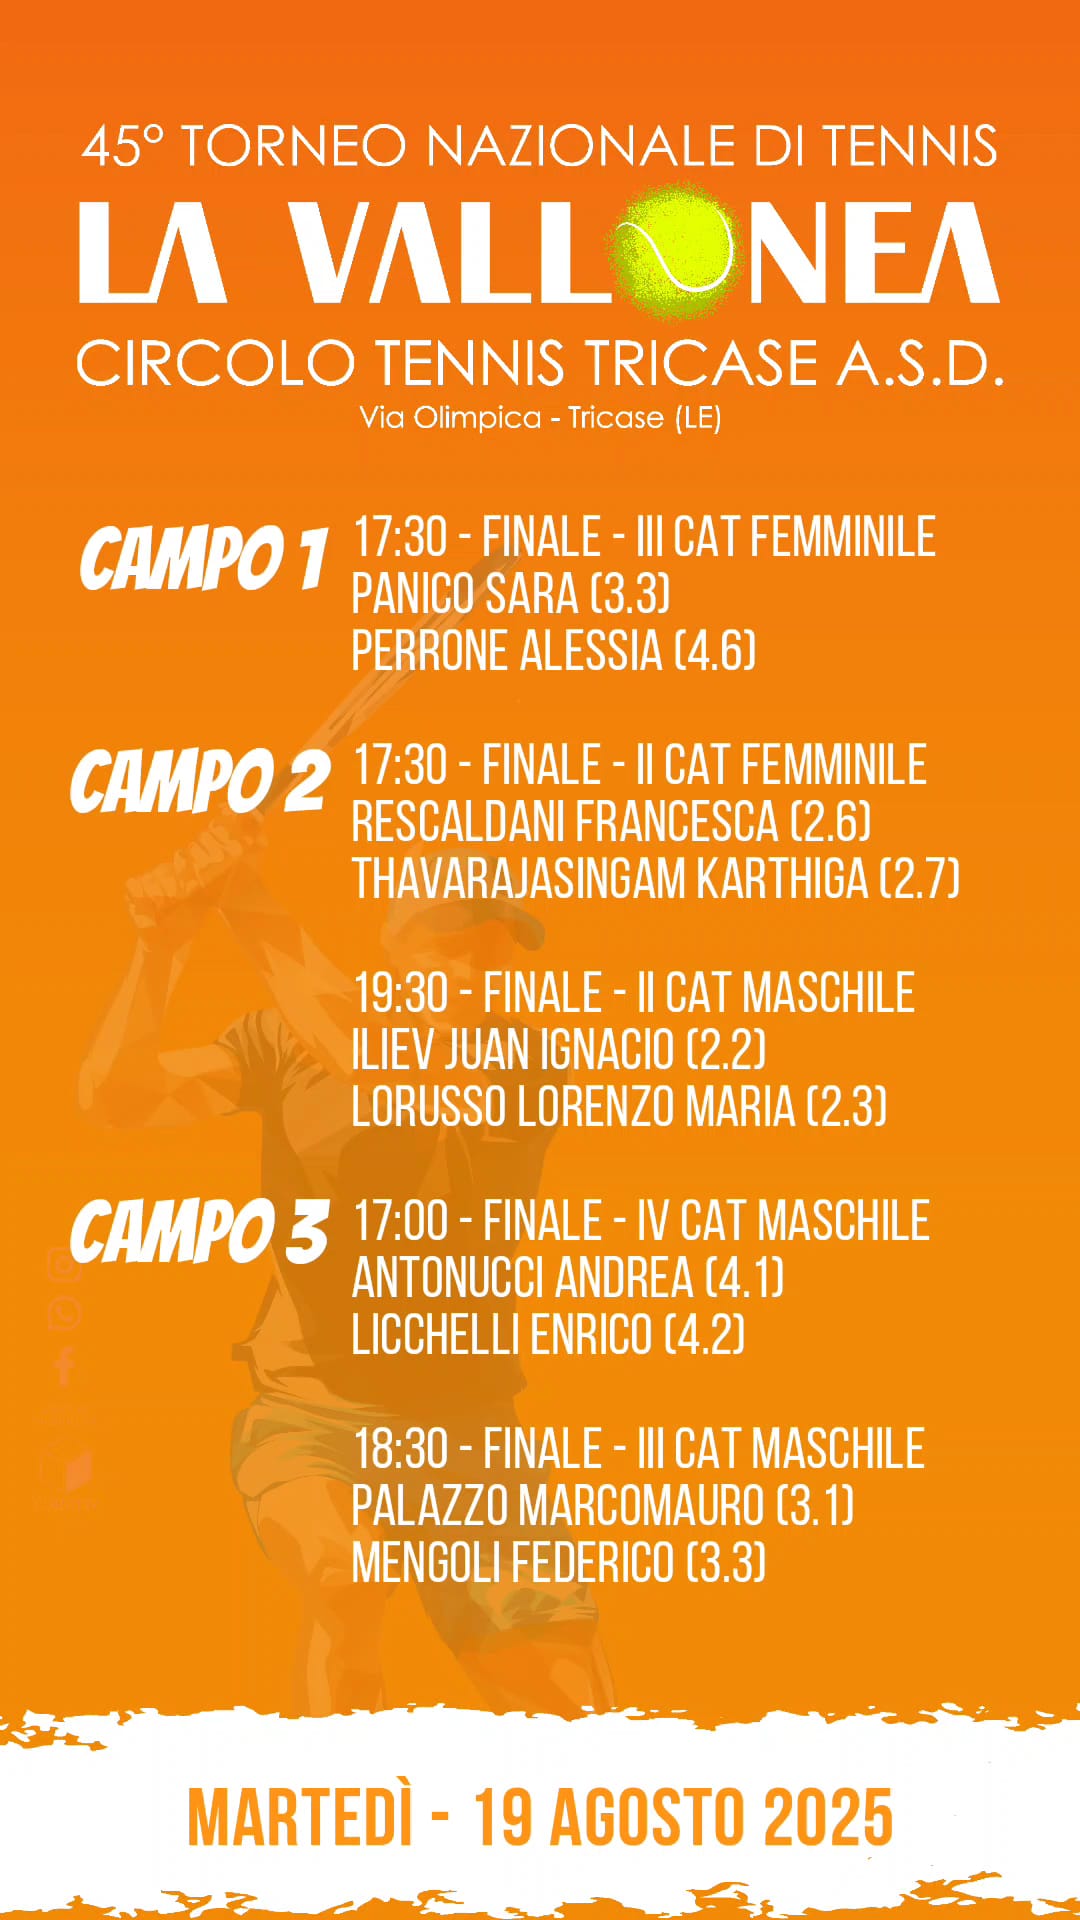 45° TORNEO NAZIONALE DI TENNIS
LA VALLONEA
CIRCOLO TENNIS TRICASE A.S.D.
Via Olimpica - Tricase (LE)
CAMPO 1
17:30 - FINALE - III CAT FEMMINILE
PANICO SARA (3.3)
PERRONE ALESSIA (4.6)
CAMPO 2
17:30 - FINALE - II CAT FEMMINILE
RESCALDANI FRANCESCA (2.6)
THAVARAJASINGAM KARTHIGA (2.7)
19:30 - FINALE - II CAT MASCHILE
ILIEV JUAN IGNACIO (2.2)
LORUSSO LORENZO MARIA (2.3)
CAMPO 3
17:00 - FINALE - IV CAT MASCHILE
ANTONUCCI ANDREA (4.1)
LICCHELLI ENRICO (4.2)
18:30 - FINALE - III CAT MASCHILE
PALAZZO MARCOMAURO (3.1)
MENGOLI FEDERICO (3.3)
MARTEDÌ - 19 AGOSTO 2025